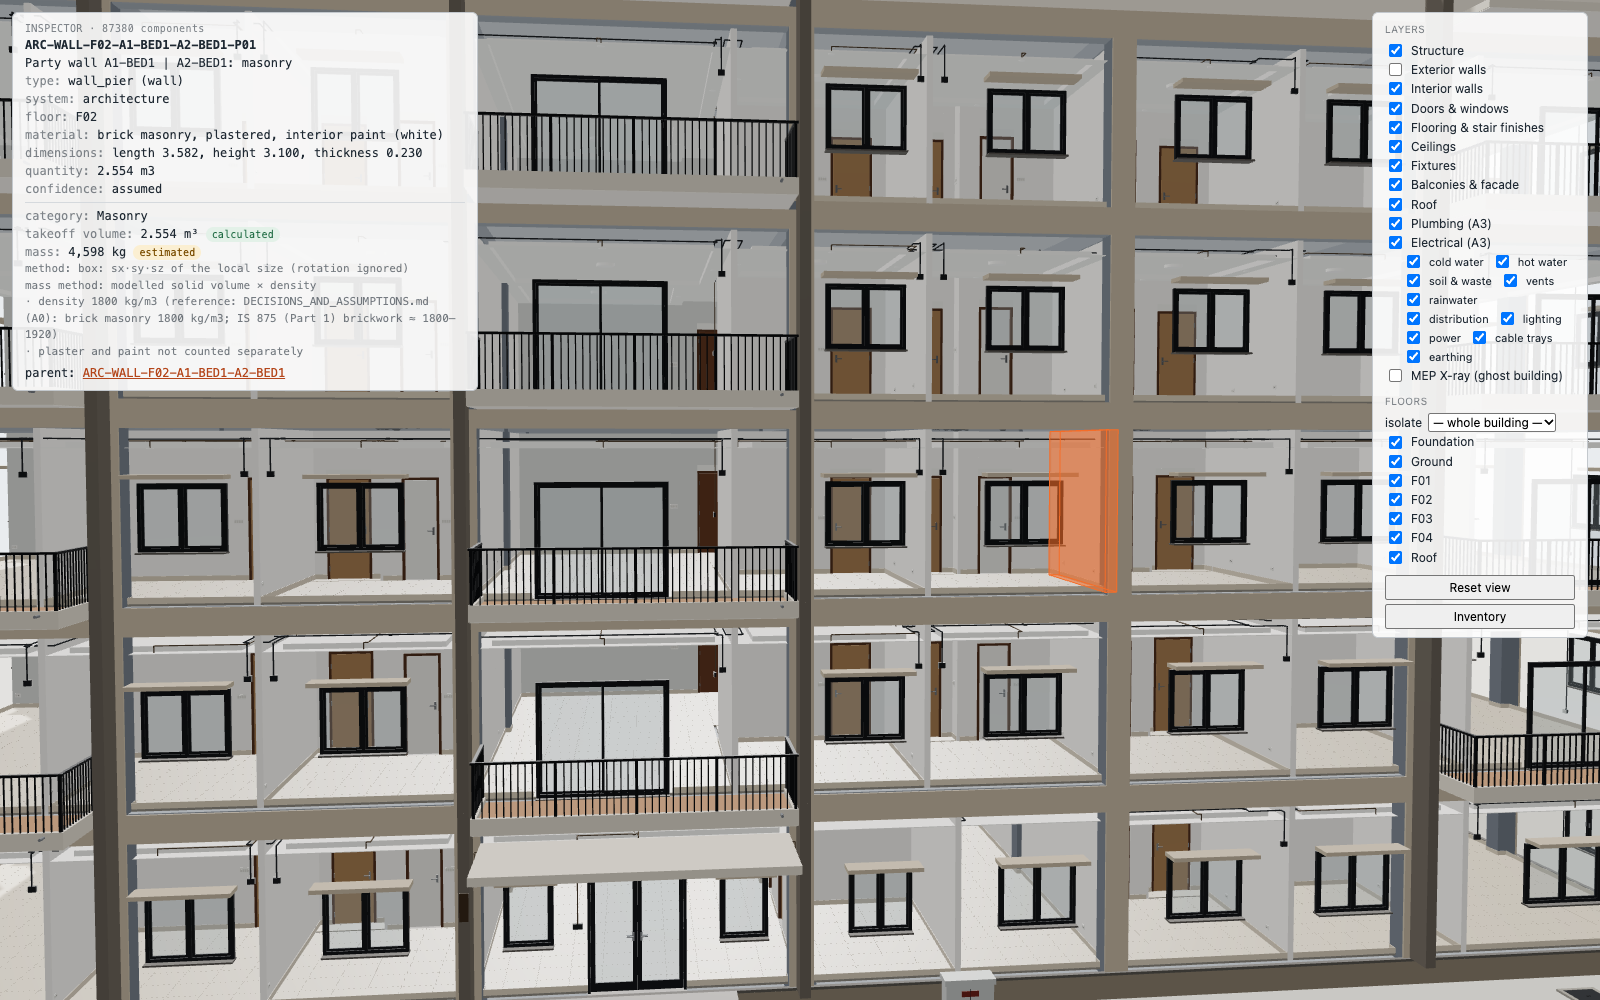 INSPECTOR · 87380 components
ARC-WALL-F02-A1-BED1-A2-BED1-P01
Party wall A1-BED1 | A2-BED1: masonry
type: wall_pier (wall)
system: architecture
floor: F02
material: brick masonry, plastered, interior paint (white)
dimensions: length 3.582, height 3.100, thickness 0.230
quantity: 2.554 m3
confidence: assumed
category: Masonry
takeoff volume: 2.554 m³ calculated
mass: 4,598 kg estimated
method: box: sx·sy·sz of the local size (rotation ignored)
mass method: modelled solid volume × density
· density 1800 kg/m3 (reference: DECISIONS_AND_ASSUMPTIONS.md
(A0): brick masonry 1800 kg/m3; IS 875 (Part 1) brickwork ≈ 1800–
1920)
· plaster and paint not counted separately
parent: ARC-WALL-F02-A1-BED1-A2-BED1
LAYERS
Structure
Exterior walls
Interior walls
Doors & windows
Flooring & stair finishes
Ceilings
Fixtures
Balconies & facade
Roof
Plumbing (A3)
Electrical (A3)
cold water hot water
soil & waste vents
rainwater
distribution lighting
power cable trays
earthing
MEP X-ray (ghost building)
FLOORS
isolate — whole building —
Foundation
Ground
F01
F02
F03
F04
Roof
Reset view
Inventory